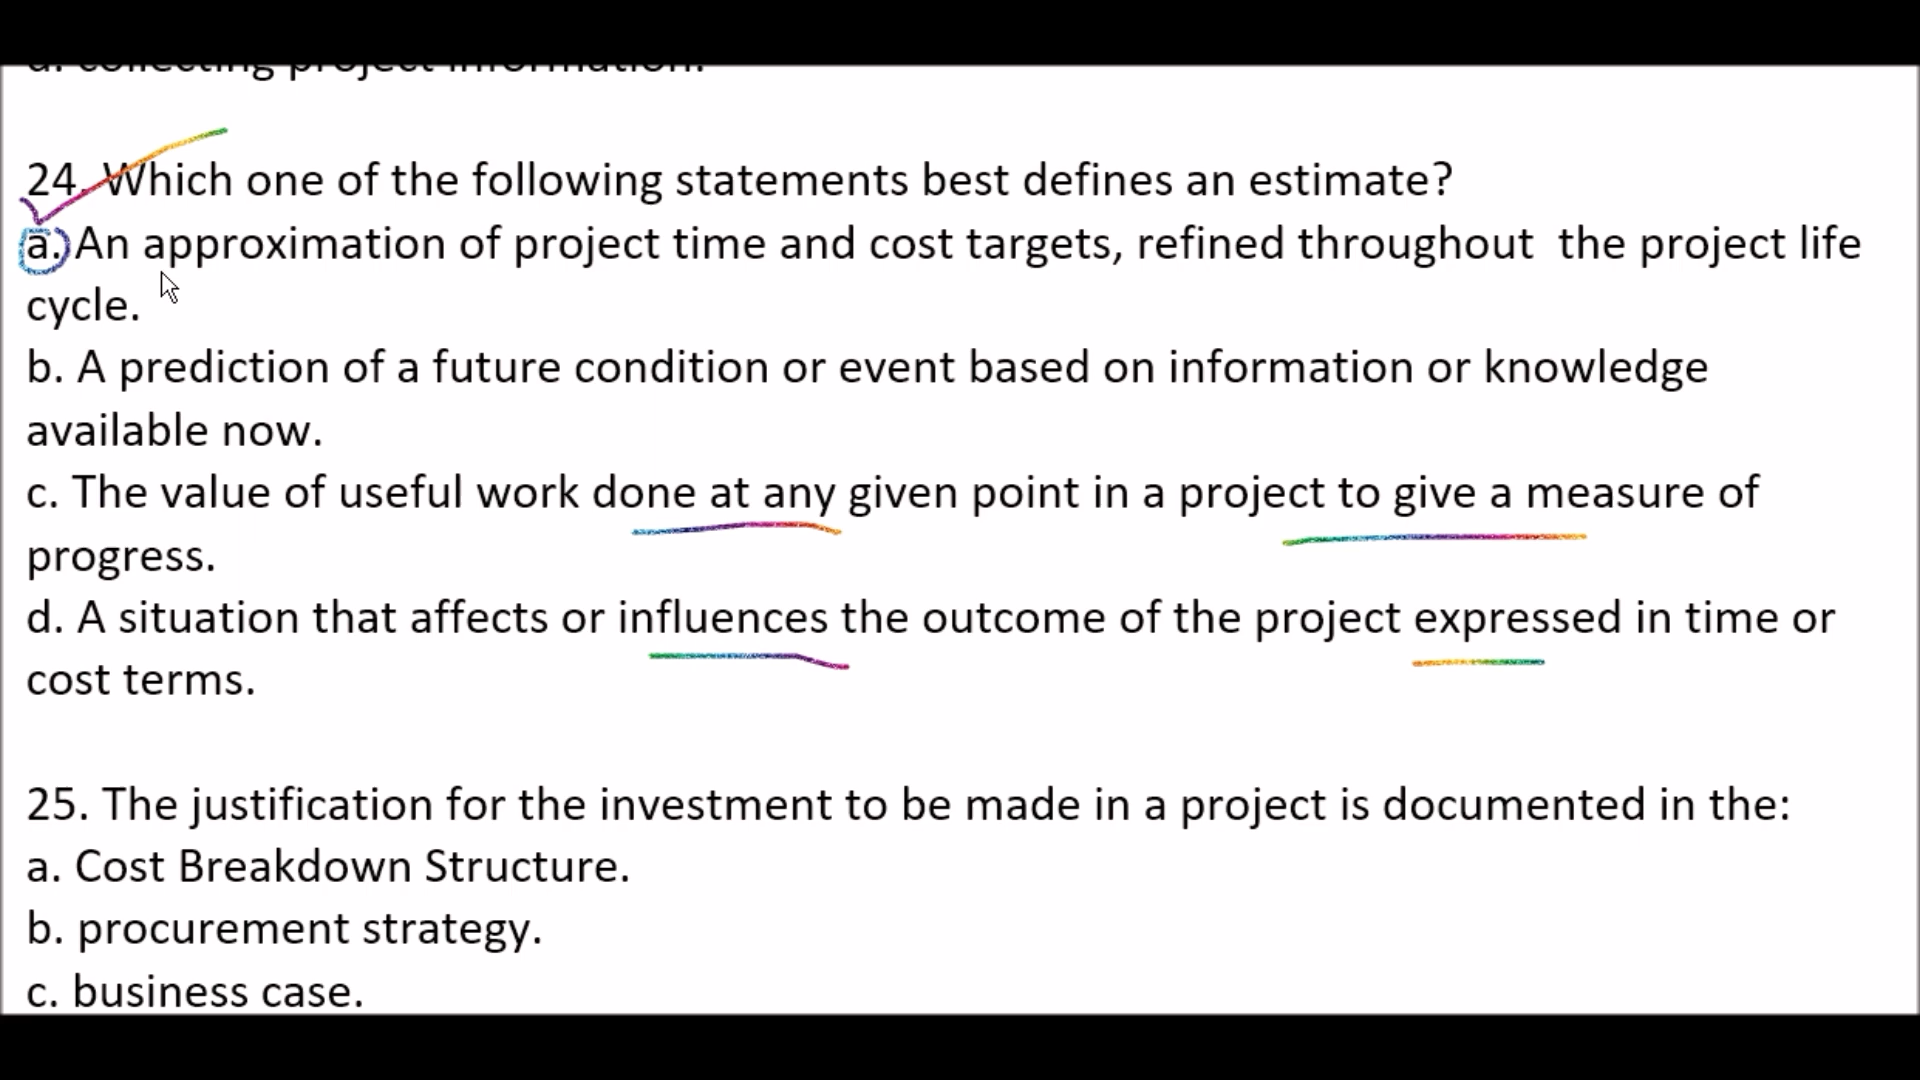 d. collecting project information.
24. Which one of the following statements best defines an estimate?
a. An approximation of project time and cost targets, refined throughout  the project life
cycle.
b. A prediction of a future condition or event based on information or knowledge
available now.
c. The value of useful work done at any given point in a project to give a measure of
progress.
d. A situation that affects or influences the outcome of the project expressed in time or
cost terms.
25. The justification for the investment to be made in a project is documented in the:
a. Cost Breakdown Structure.
b. procurement strategy.
c. business case.